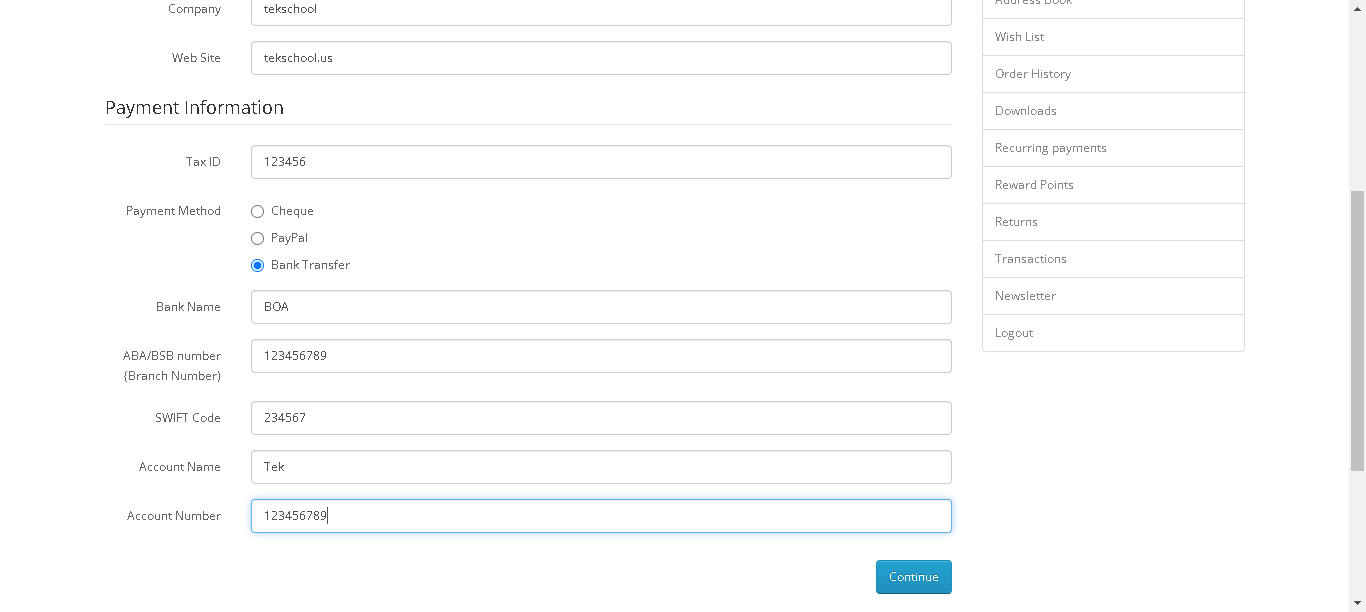 Company tekschool
Web Site tekschool.us
Payment Information
Tax ID 123456
Payment Method Cheque
PayPal
Bank Transfer
Bank Name BOA
ABA/BSB number 123456789
(Branch Number)
SWIFT Code 234567
Account Name Tek
Account Number 123456789
Continue
Address Book
Wish List
Order History
Downloads
Recurring payments
Reward Points
Returns
Transactions
Newsletter
Logout